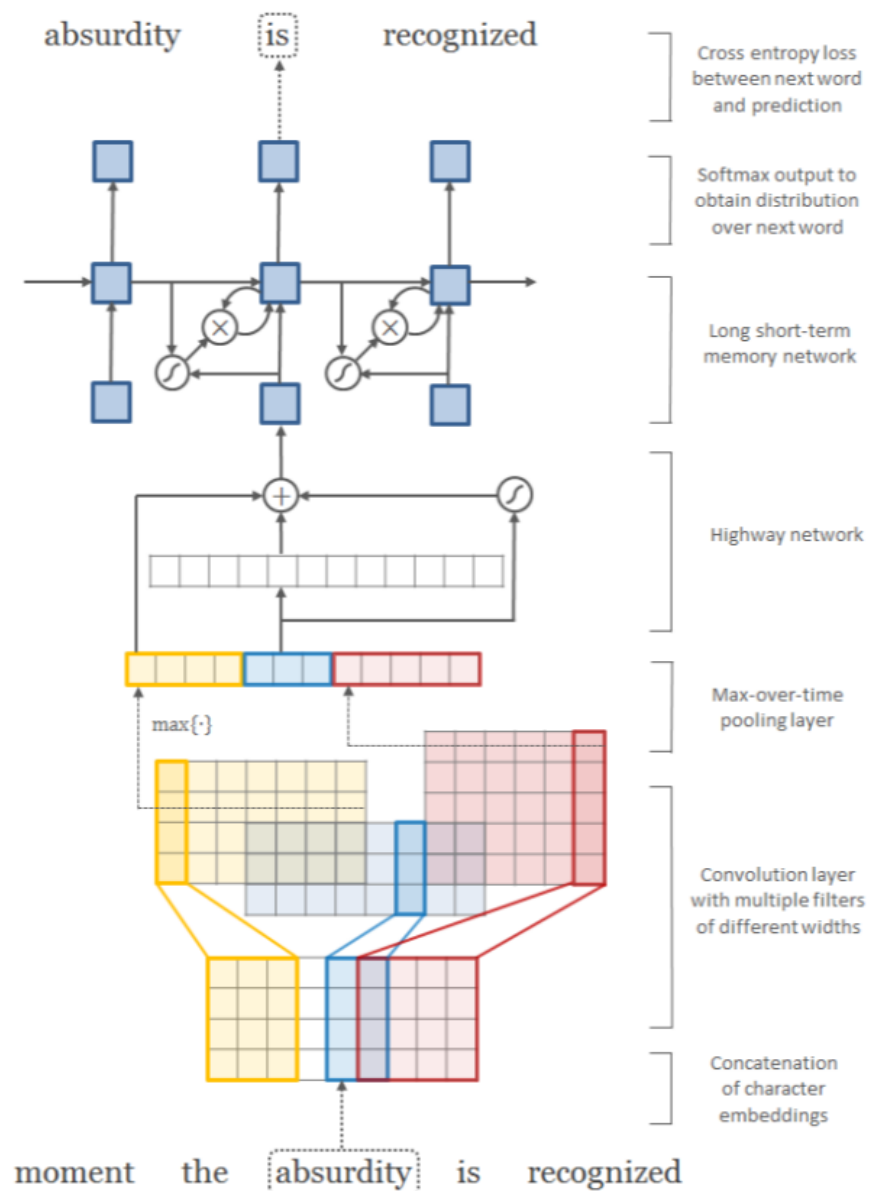 absurdity is recognized
Cross entropy loss
between next word
and prediction
Softmax output to
obtain distribution
over next word
Long short-term
memory network
Highway network
Max-over-time
pooling layer
max{·}
Convolution layer
with multiple filters
of different widths
Concatenation
of character
embeddings
moment the absurdity is recognized